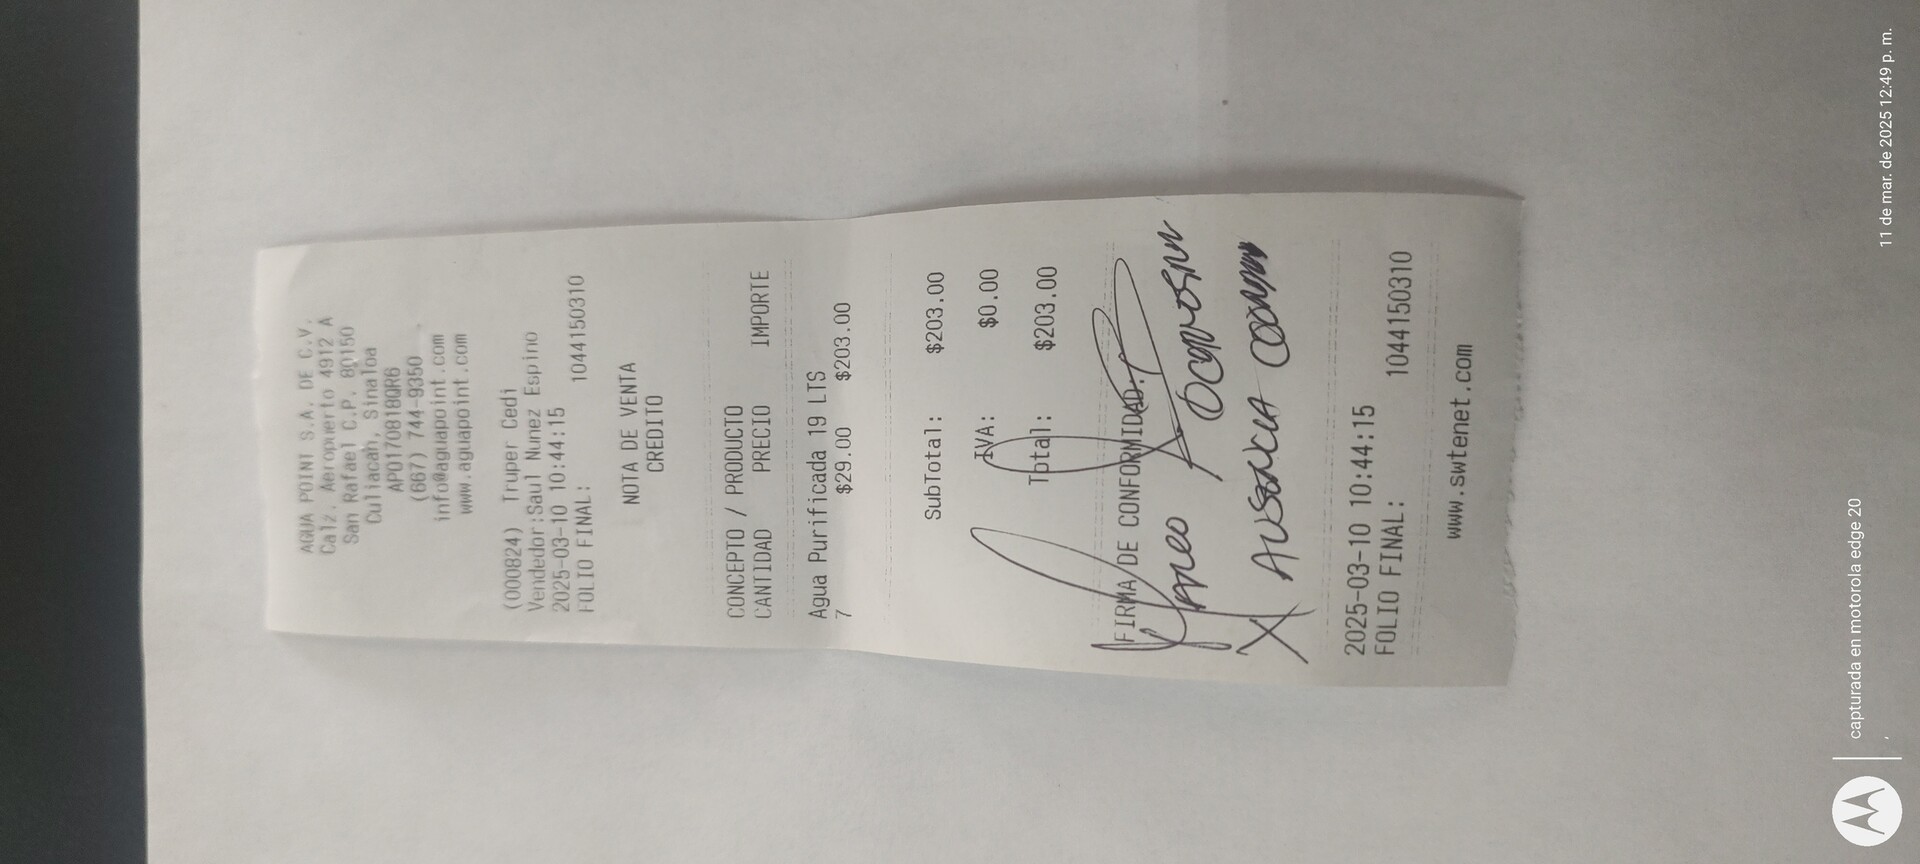 AQUA POINT S.A. DE C.V.
Calz. Aeropuerto 4912 A
San Rafael C.P. 80150
Culiacan, Sinaloa
APO170818QR6
(667) 744-9350
info@aguapoint.com
www.aguapoint.com
(000824) Truper Cedi
Vendedor:Saul Nunez Espino
2025-03-10 10:44:15
FOLIO FINAL: 1044150310
NOTA DE VENTA
CREDITO
CONCEPTO / PRODUCTO
CANTIDAD PRECIO IMPORTE
Agua Purificada 19 LTS
7 $29.00 $203.00
SubTotal: $203.00
IVA: $0.00
Total: $203.00
FIRMA DE CONFORMIDAD:
X AUSENCIA
2025-03-10 10:44:15
FOLIO FINAL: 1044150310
www.swtenet.com
capturada en motorola edge 20
11 de mar. de 2025 12:49 p. m.